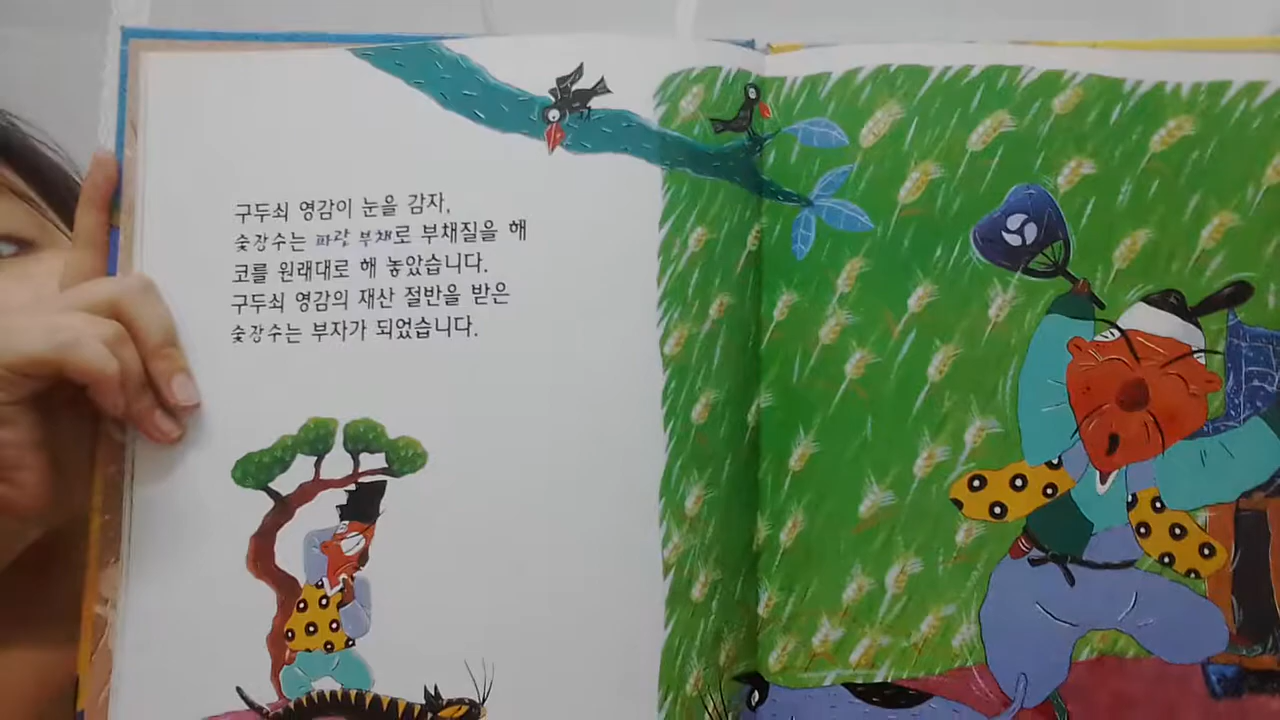 구두쇠 영감이 눈을 감자,
숯장수는 파랑 부채로 부채질을 해
코를 원래대로 해 놓았습니다.
구두쇠 영감의 재산 절반을 받은
숯장수는 부자가 되었습니다.